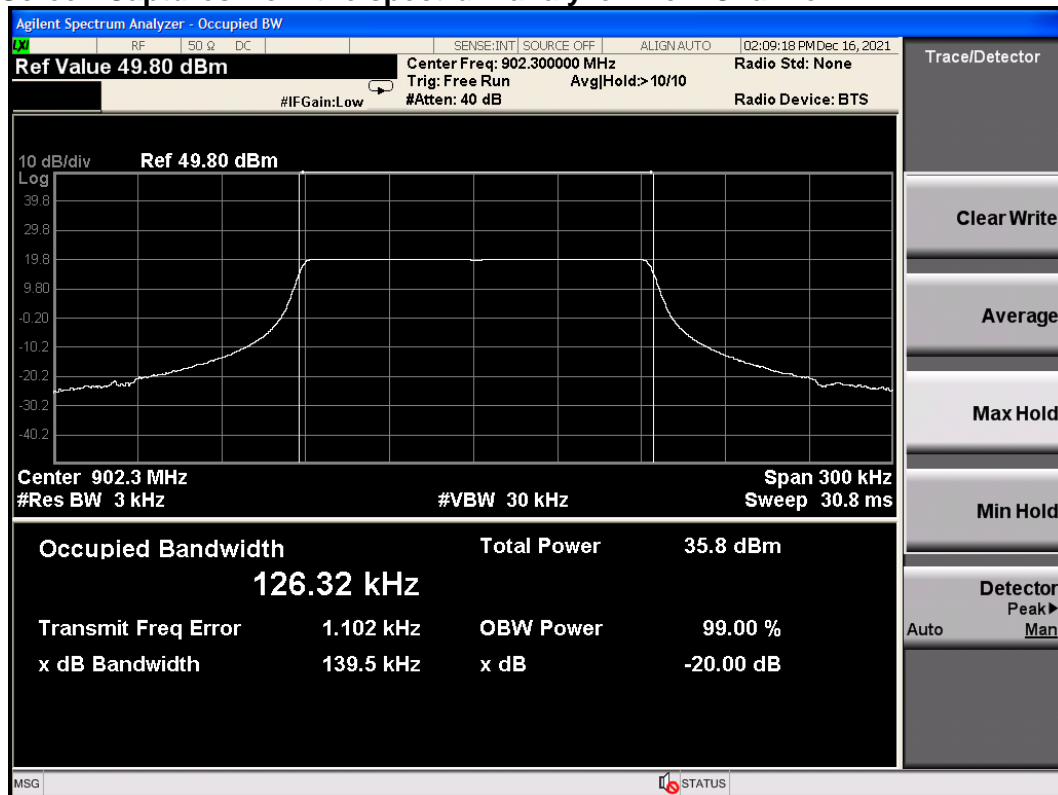 Agilent Spectrum Analyzer - Occupied BW
LXI RF 50 Ω DC SENSE:INT SOURCE OFF ALIGN AUTO 02:09:18 PM Dec 16, 2021
Ref Value 49.80 dBm Center Freq: 902.300000 MHz Radio Std: None
Trig: Free Run Avg|Hold:> 10/10
#IFGain:Low #Atten: 40 dB Radio Device: BTS
10 dB/div Ref 49.80 dBm
Log
39.8
29.8
19.8
9.80
-0.20
-10.2
-20.2
-30.2
-40.2
Center 902.3 MHz Span 300 kHz
#Res BW 3 kHz #VBW 30 kHz Sweep 30.8 ms
Occupied Bandwidth Total Power 35.8 dBm
126.32 kHz
Transmit Freq Error 1.102 kHz OBW Power 99.00 %
x dB Bandwidth 139.5 kHz x dB -20.00 dB
MSG STATUS
Trace/Detector
Clear Write
Average
Max Hold
Min Hold
Detector
Peak▶
Auto Man